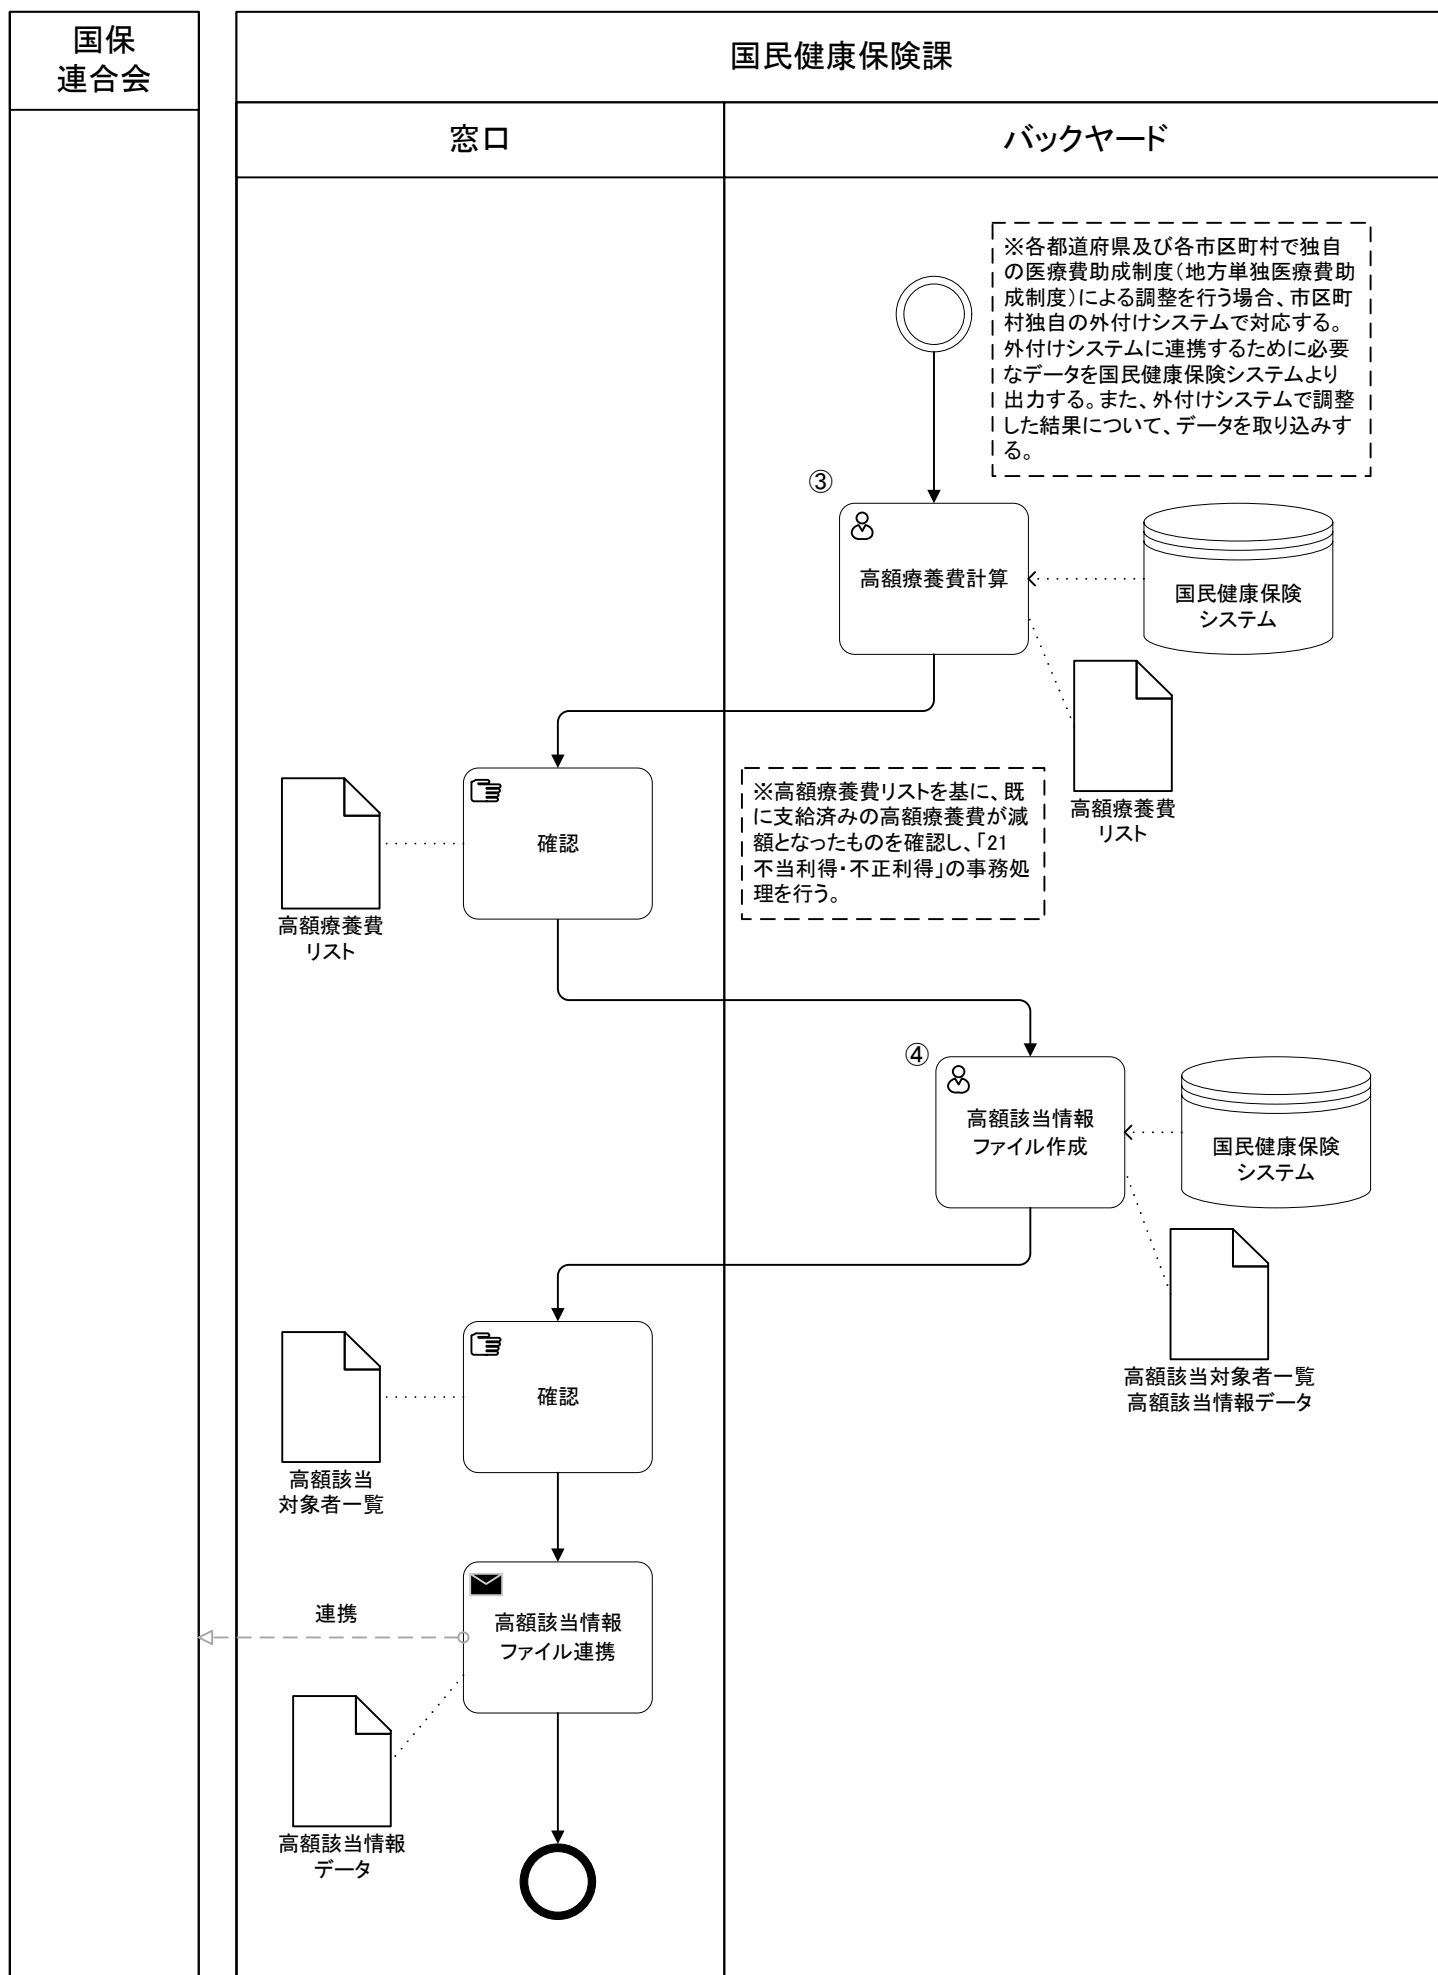 国保
連合会
国民健康保険課
窓口
バックヤード
※各都道府県及び各市区町村で独自
の医療費助成制度(地方単独医療費助
成制度)による調整を行う場合、市区町
村独自の外付けシステムで対応する。
外付けシステムに連携するために必要
なデータを国民健康保険システムより
出力する。また、外付けシステムで調整
した結果について、データを取り込みす
る。
③
高額療養費計算
国民健康保険
システム
高額療養費
リスト
確認
高額療養費
リスト
※高額療養費リストを基に、既
に支給済みの高額療養費が減
額となったものを確認し、「21
不当利得・不正利得」の事務処
理を行う。
④
高額該当情報
ファイル作成
国民健康保険
システム
高額該当対象者一覧
高額該当情報データ
確認
高額該当
対象者一覧
連携
高額該当情報
ファイル連携
高額該当情報
データ